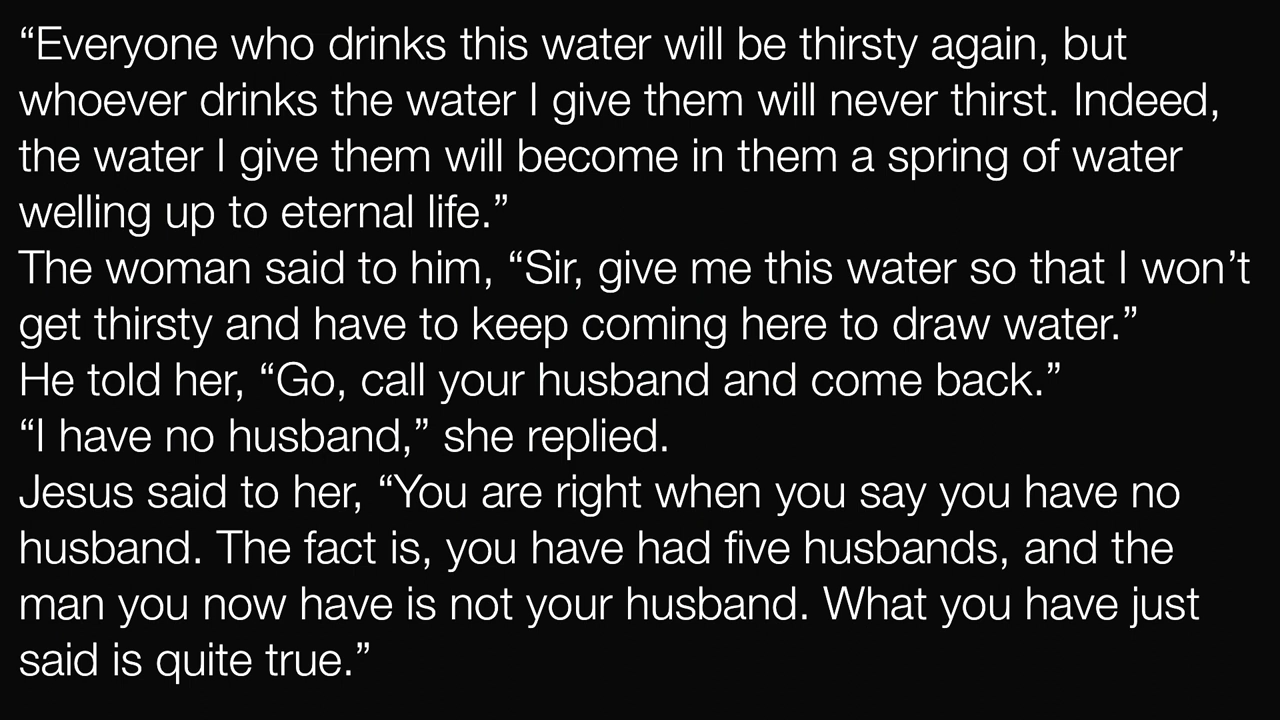 “Everyone who drinks this water will be thirsty again, but
whoever drinks the water I give them will never thirst. Indeed,
the water I give them will become in them a spring of water
welling up to eternal life.”
The woman said to him, “Sir, give me this water so that I won’t
get thirsty and have to keep coming here to draw water.”
He told her, “Go, call your husband and come back.”
“I have no husband,” she replied.
Jesus said to her, “You are right when you say you have no
husband. The fact is, you have had five husbands, and the
man you now have is not your husband. What you have just
said is quite true.”